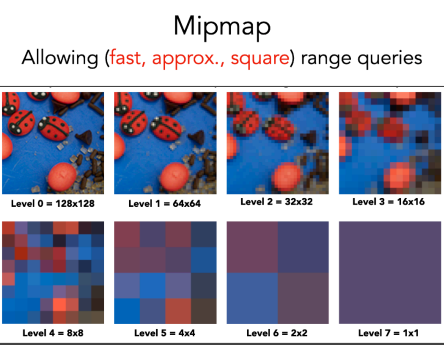 Mipmap
Allowing (fast, approx., square) range queries
Level 0 = 128x128
Level 1 = 64x64
Level 2 = 32x32
Level 3 = 16x16
Level 4 = 8x8
Level 5 = 4x4
Level 6 = 2x2
Level 7 = 1x1